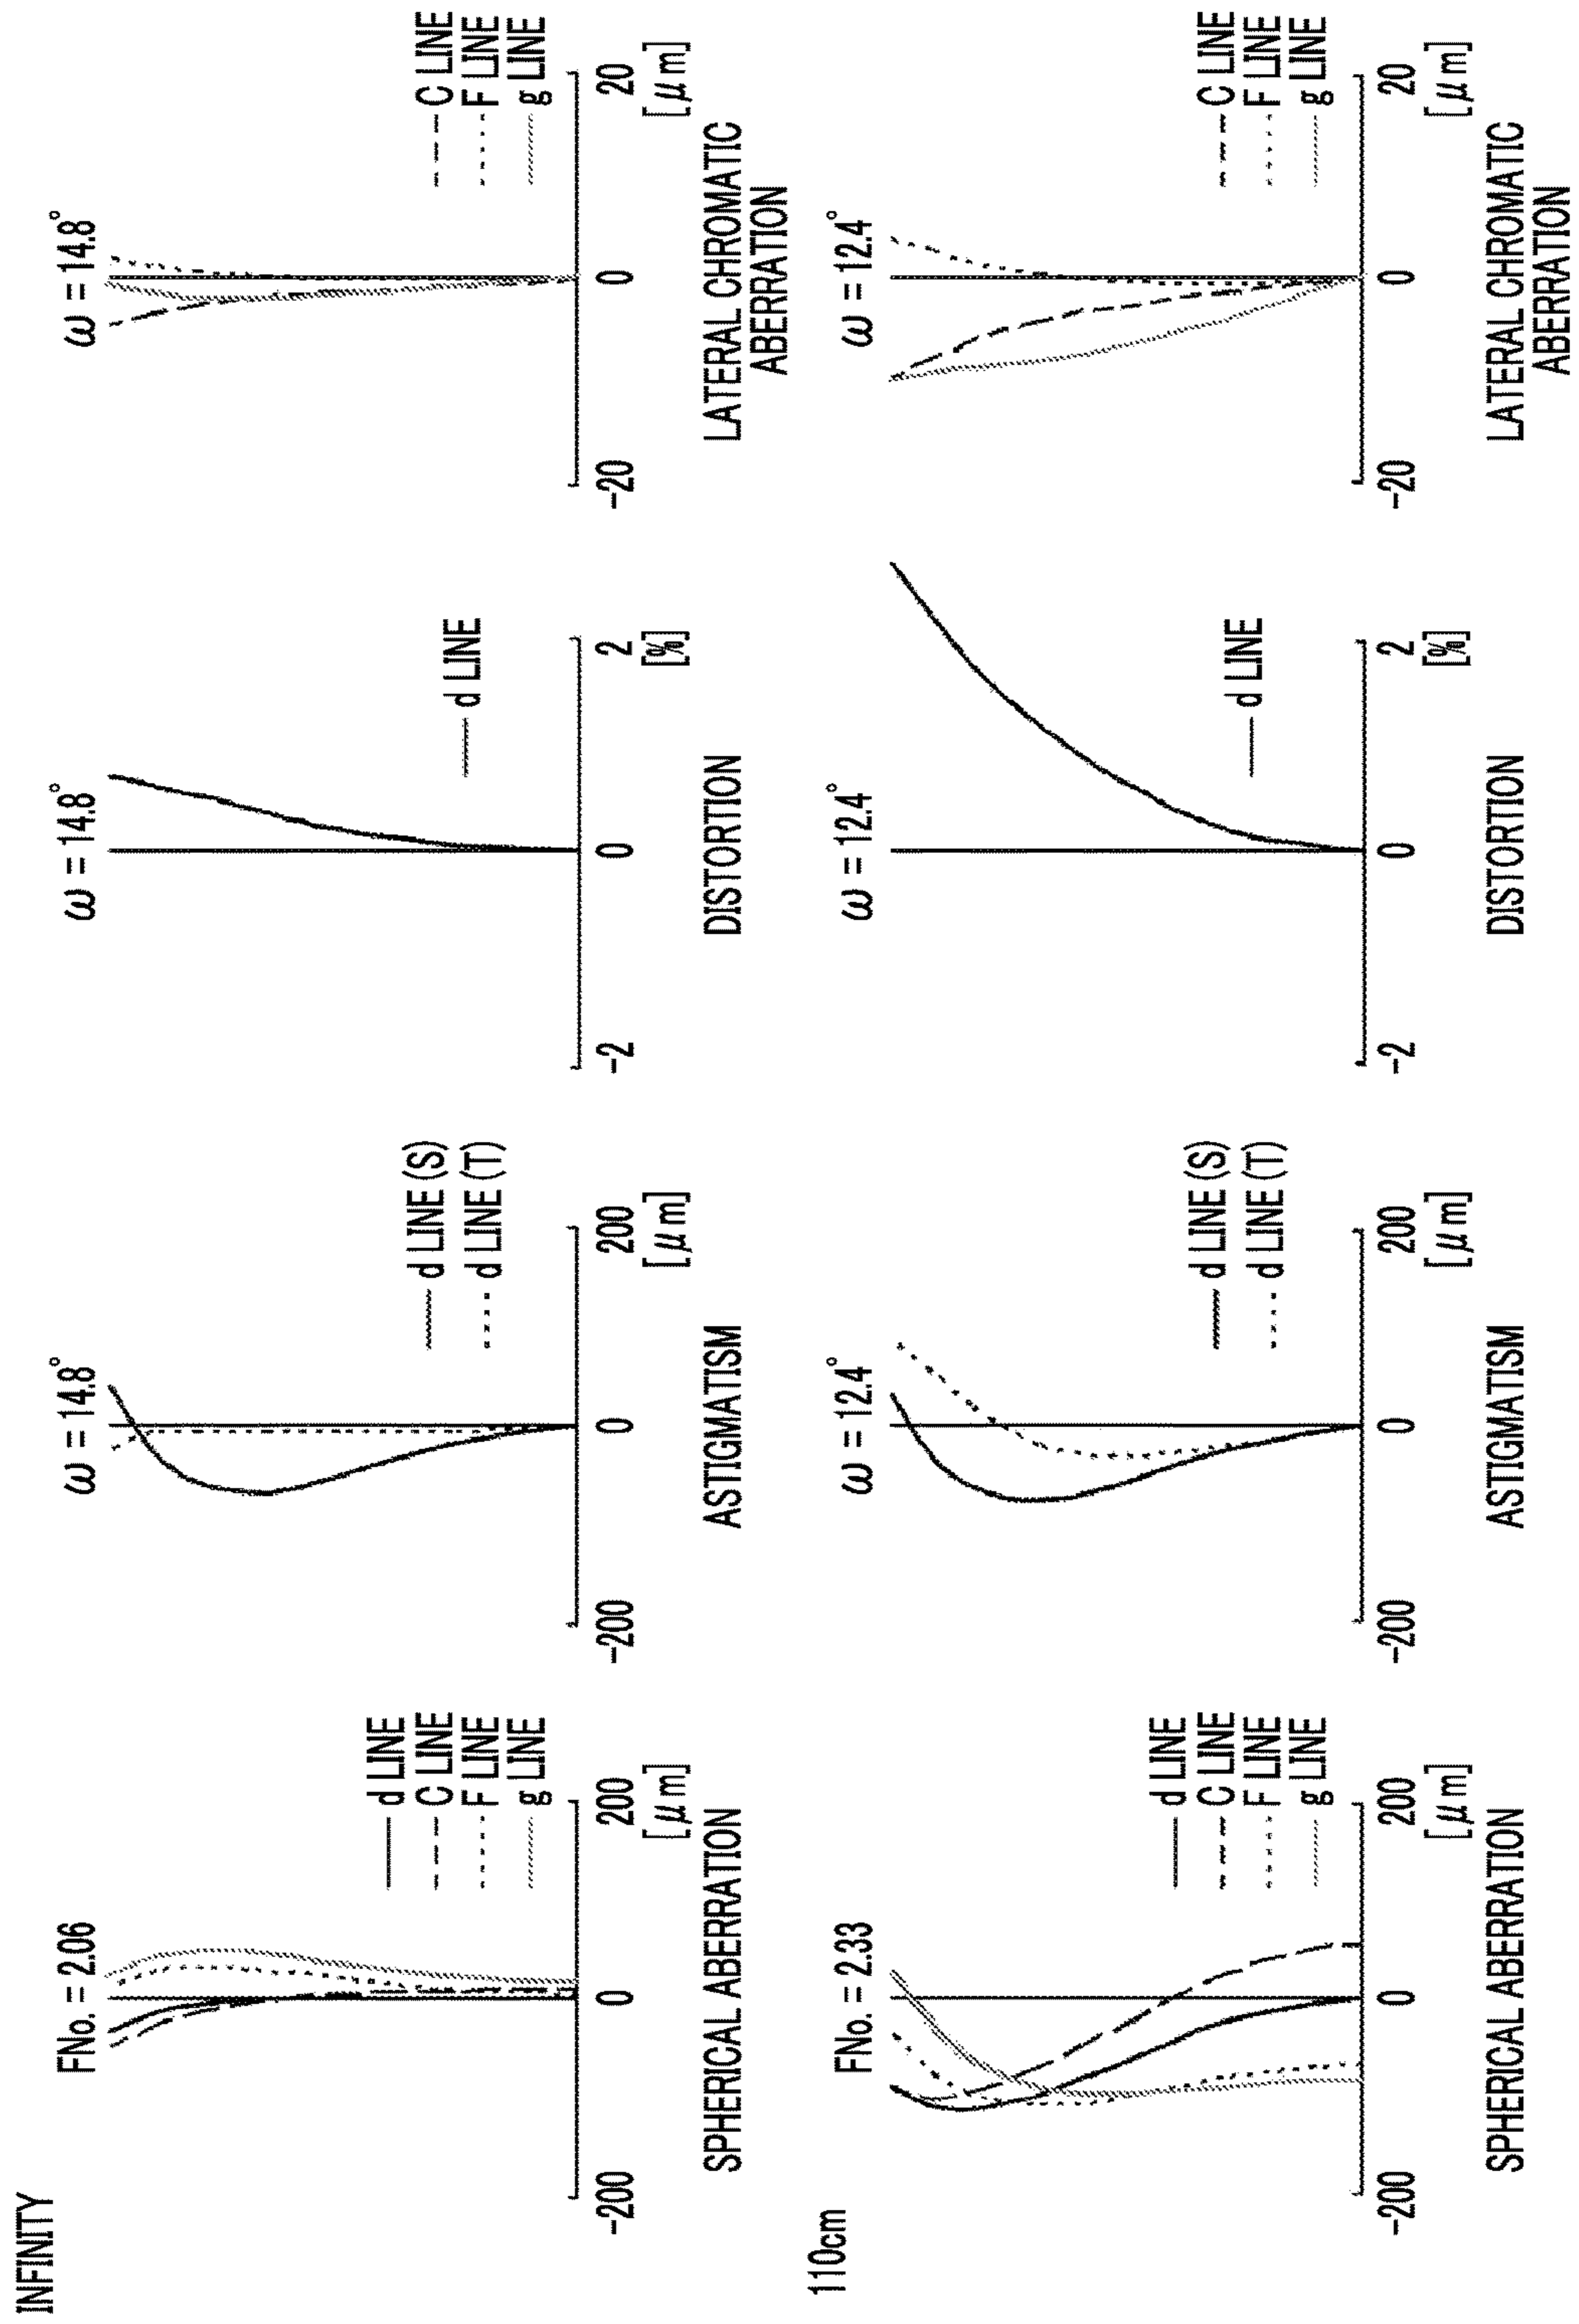 INFINITY
FNo. = 2.06
d LINE
C LINE
F LINE
g LINE
-200
0
200
[μm]
SPHERICAL ABERRATION
ω = 14.8°
d LINE (S)
d LINE (T)
-200
0
200
[μm]
ASTIGMATISM
ω = 14.8°
d LINE
-2
0
2
[%]
DISTORTION
ω = 14.8°
C LINE
F LINE
g LINE
-20
0
20
[μm]
LATERAL CHROMATIC
ABERRATION
110cm
FNo. = 2.33
d LINE
C LINE
F LINE
g LINE
-200
0
200
[μm]
SPHERICAL ABERRATION
ω = 12.4°
d LINE (S)
d LINE (T)
-200
0
200
[μm]
ASTIGMATISM
ω = 12.4°
d LINE
-2
0
2
[%]
DISTORTION
ω = 12.4°
C LINE
F LINE
g LINE
-20
0
20
[μm]
LATERAL CHROMATIC
ABERRATION